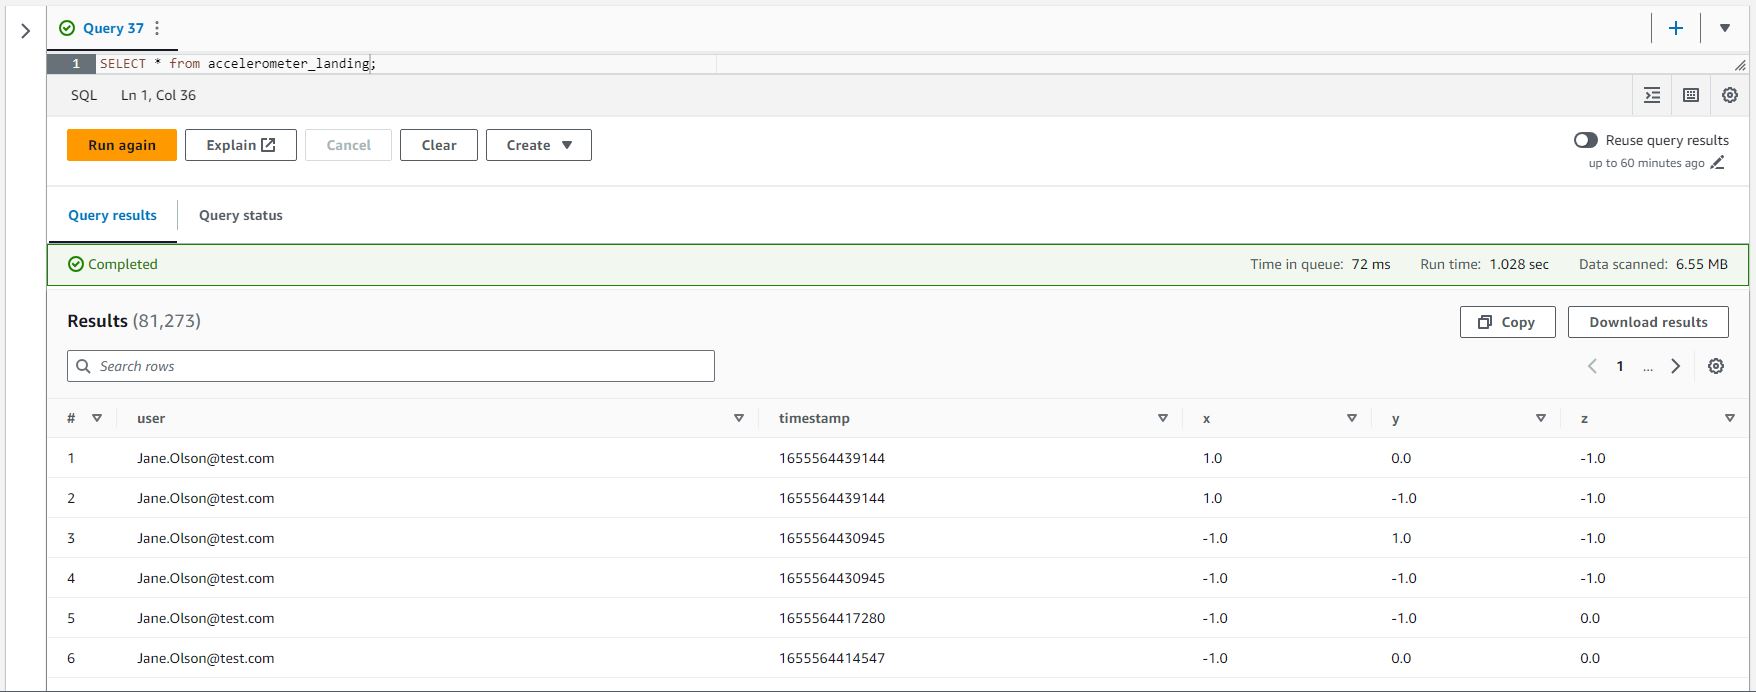 Query 37
1 SELECT * from accelerometer_landing;
SQL Ln 1, Col 36
Run again Explain Cancel Clear Create Reuse query results
up to 60 minutes ago
Query results Query status
Completed Time in queue: 72 ms Run time: 1.028 sec Data scanned: 6.55 MB
Results (81,273) Copy Download results
Search rows 1 ...
# user timestamp x y z
1 Jane.Olson@test.com 1655564439144 1.0 0.0 -1.0
2 Jane.Olson@test.com 1655564439144 1.0 -1.0 -1.0
3 Jane.Olson@test.com 1655564430945 -1.0 1.0 -1.0
4 Jane.Olson@test.com 1655564430945 -1.0 -1.0 -1.0
5 Jane.Olson@test.com 1655564417280 -1.0 -1.0 0.0
6 Jane.Olson@test.com 1655564414547 -1.0 0.0 0.0